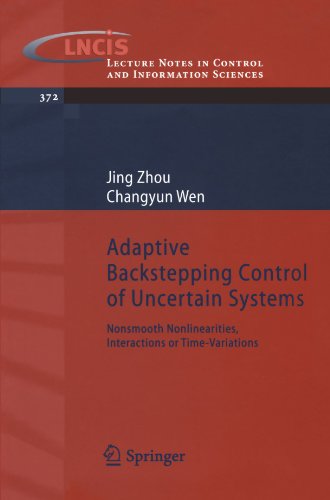 LNCIS
LECTURE NOTES IN CONTROL
AND INFORMATION SCIENCES
372
Jing Zhou
Changyun Wen
Adaptive
Backstepping Control
of Uncertain Systems
Nonsmooth Nonlinearities,
Interactions or Time-Variations
Springer